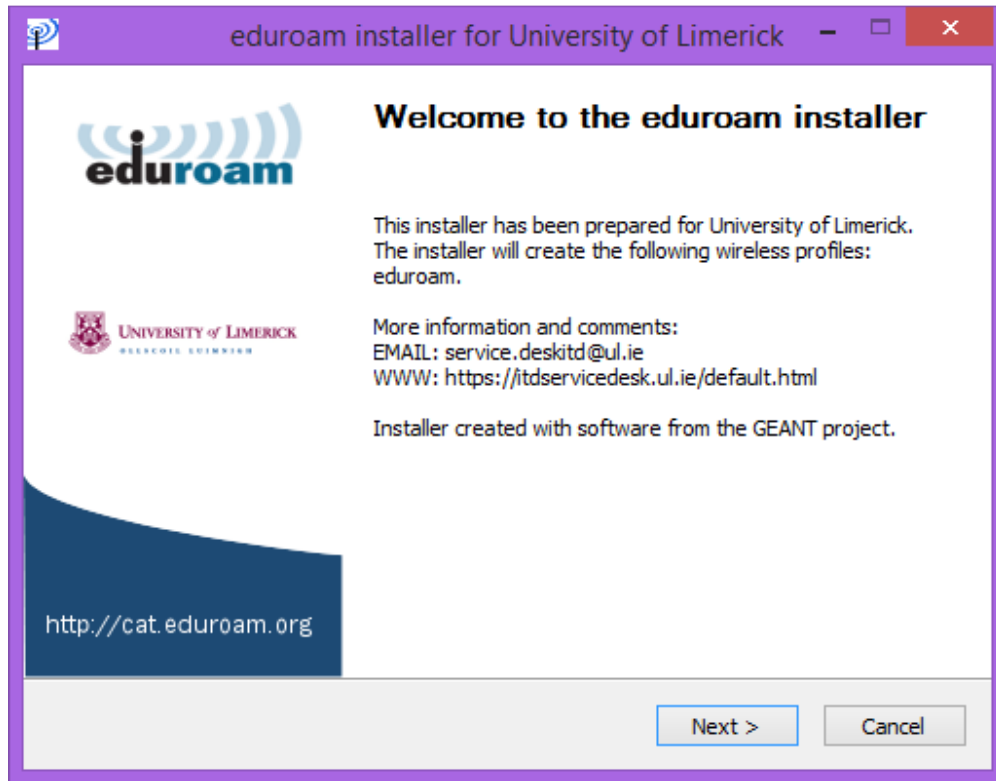 eduroam installer for University of Limerick
eduroam
Welcome to the eduroam installer
This installer has been prepared for University of Limerick.
The installer will create the following wireless profiles:
eduroam.
UNIVERSITY of LIMERICK
OLLSCOIL LUIMNIGH
More information and comments:
EMAIL: service.deskitd@ul.ie
WWW: https://itdservicedesk.ul.ie/default.html
Installer created with software from the GEANT project.
http://cat.eduroam.org
Next >
Cancel